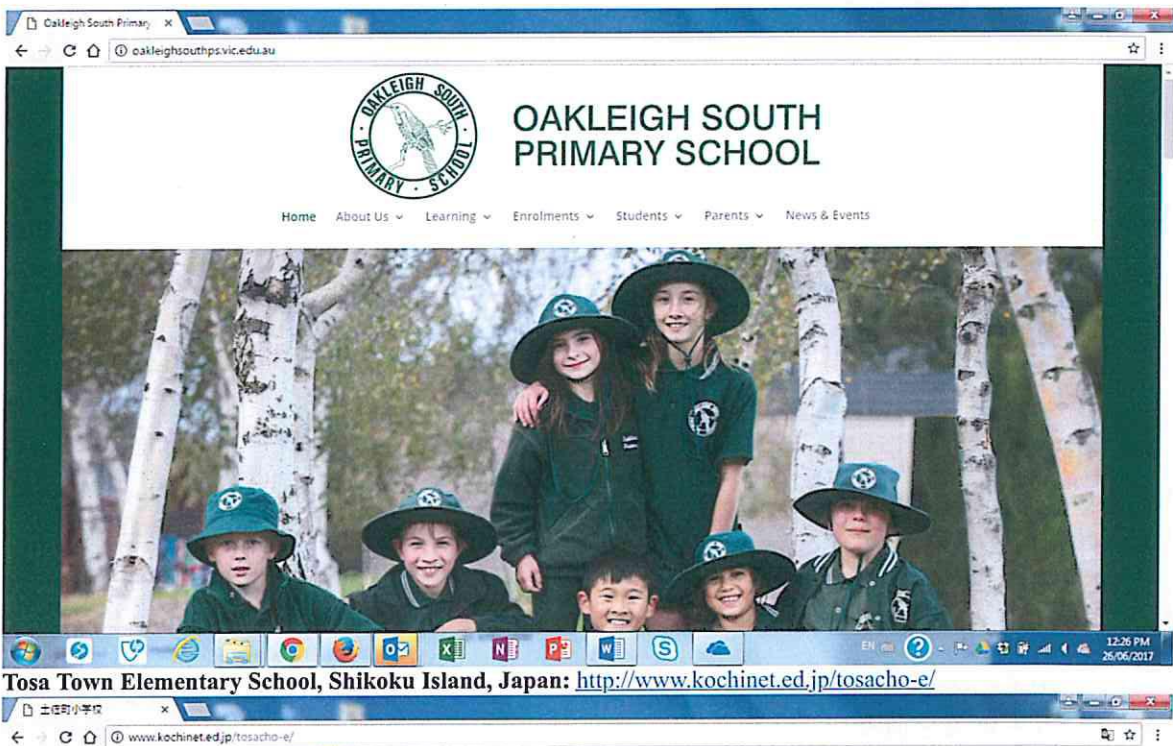 Oakleigh South Primary
oakleighsouthps.vic.edu.au
OAKLEIGH SOUTH
PRIMARY · SCHOOL
OAKLEIGH SOUTH
PRIMARY SCHOOL
Home About Us Learning Enrolments Students Parents News & Events
EN
12:26 PM
26/06/2017
Tosa Town Elementary School, Shikoku Island, Japan: http://www.kochinet.ed.jp/tosacho-e/
土佐町小学校
www.kochinet.ed.jp/tosacho-e/